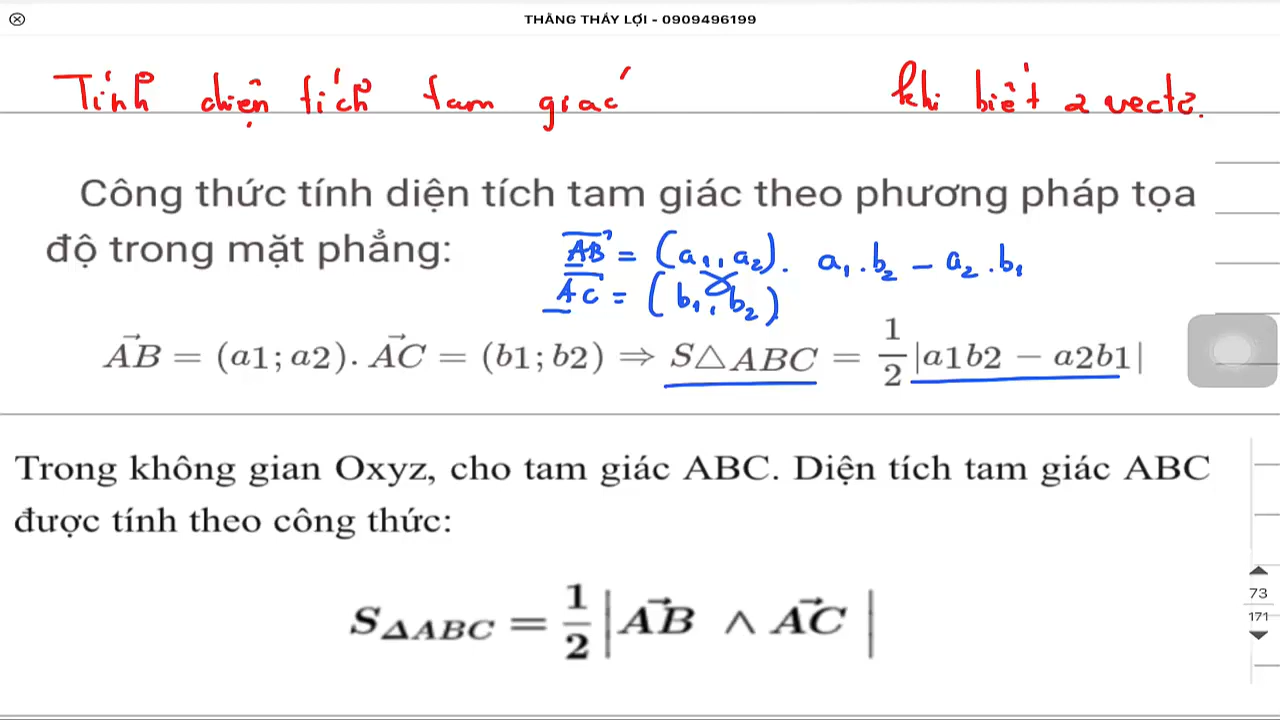 THẮNG THẦY LỢI - 0909496199
Tính diện tích tam giác khi biết 2 vectơ.
Công thức tính diện tích tam giác theo phương pháp tọa
độ trong mặt phẳng:
AB⃗ = (a₁, a₂). a₁.b₂ - a₂.b₁
AC⃗ = (b₁, b₂)
AB⃗ = (a1; a2). AC⃗ = (b1; b2) ⇒ S△ABC = 1/2 |a1b2 − a2b1|
Trong không gian Oxyz, cho tam giác ABC. Diện tích tam giác ABC
được tính theo công thức:
S_ΔABC = 1/2 |AB⃗ ∧ AC⃗|
73
171